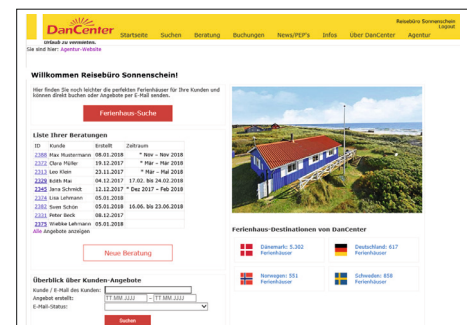 DanCenter
Urlaub zu vermieten.
Reisebüro Sonnenschein
Logout
Startseite Suchen Beratung Buchungen News/PEP's Infos Über DanCenter Agentur
Sie sind hier: Agentur-Website
Willkommen Reisebüro Sonnenschein!
Hier finden Sie noch leichter die perfekten Ferienhäuser für Ihre Kunden und
können direkt buchen oder Angebote per E-Mail senden.
Ferienhaus-Suche
Liste Ihrer Beratungen
ID Kunde Erstellt Zeitraum
2388 Max Mustermann 08.01.2018 * Nov – Nov 2018
2372 Clara Müller 19.12.2017 * Mär – Mär 2018
2313 Leo Klein 23.11.2017 * Mär – Mai 2018
2329 Edith Mai 04.12.2017 17.02. bis 24.02.2018
2345 Jana Schmidt 12.12.2017 * Dez 2017 – Feb 2018
2374 Lisa Lehmann 05.01.2018
2382 Sven Schön 05.01.2018 16.06. bis 23.06.2018
2331 Peter Beck 08.12.2017
2375 Wiebke Lehmann 05.01.2018
Alle Angebote anzeigen
Neue Beratung
Ferienhaus-Destinationen von DanCenter
Dänemark: 5.362
Ferienhäuser
Deutschland: 617
Ferienhäuser
Norwegen: 551
Ferienhäuser
Schweden: 858
Ferienhäuser
Überblick über Kunden-Angebote
Kunde / E-Mail des Kunden:
Angebot erstellt: TT.MM.JJJJ – TT.MM.JJJJ
E-Mail-Status:
Suchen